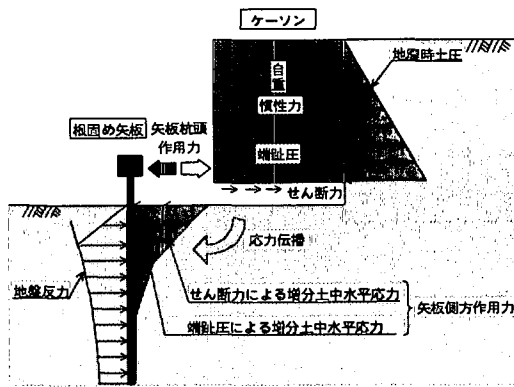 ケーソン
地震時土圧
自重
慣性力
根固め矢板
矢板杭頭
作用力
端趾圧
せん断力
応力伝播
地盤反力
せん断力による増分土中水平応力
端趾圧による増分土中水平応力
矢板側方作用力